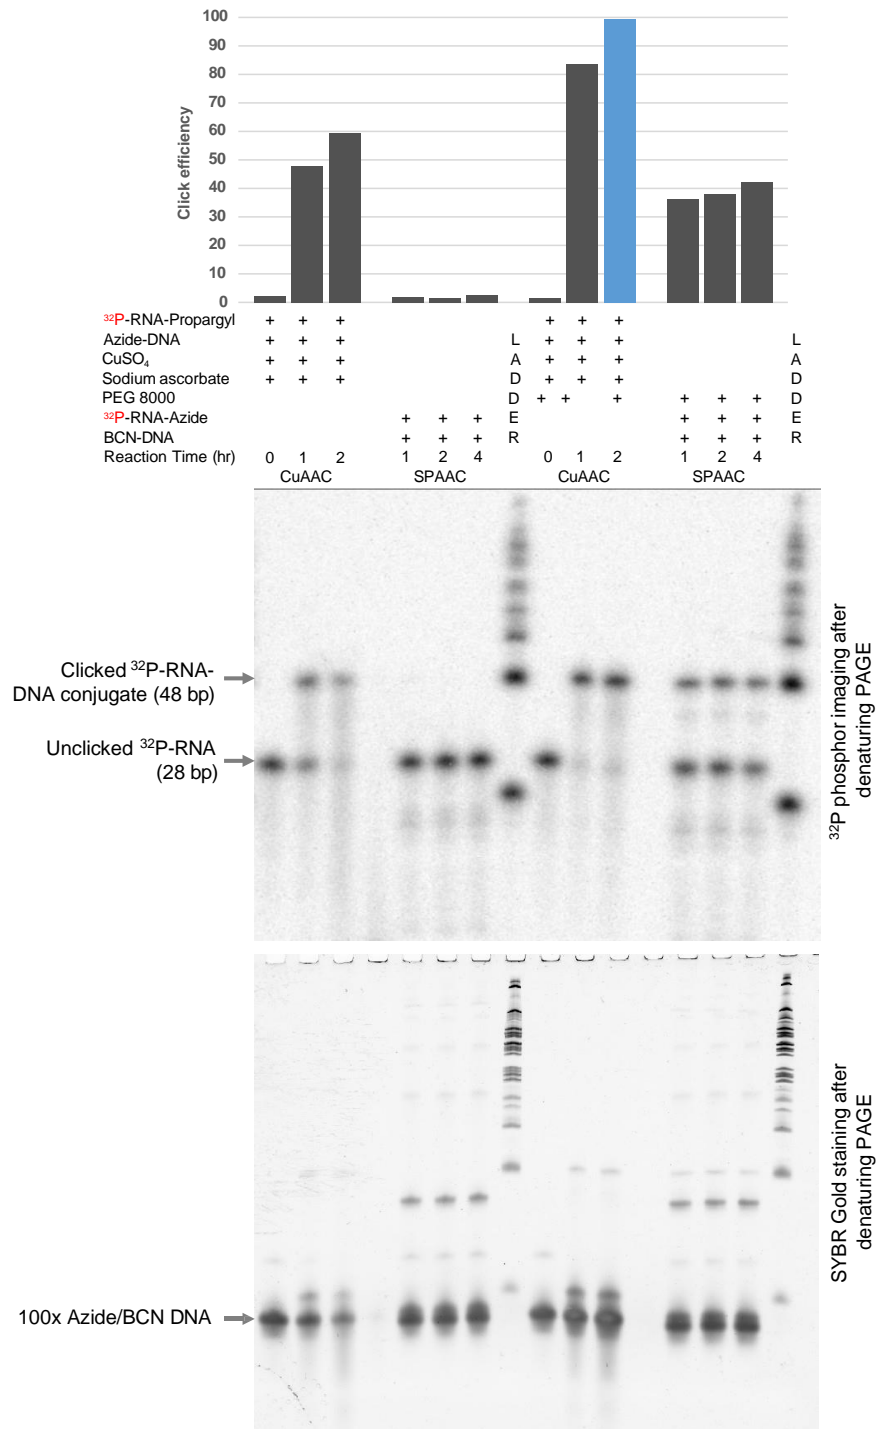 100
90
80
70
60
50
40
30
20
10
0
Click efficiency
³²P-RNA-Propargyl + + + + + +
Azide-DNA + + + + + +
CuSO₄ + + + + + +
Sodium ascorbate + + + + + +
PEG 8000 + + + + + +
³²P-RNA-Azide + + + + + +
BCN-DNA + + + + + +
Reaction Time (hr) 0 1 2 1 2 4 0 1 2 1 2 4
LADDER
LADDER
CuAAC SPAAC CuAAC SPAAC
Clicked ³²P-RNA-
DNA conjugate (48 bp)
Unclicked ³²P-RNA
(28 bp)
³²P phosphor imaging after
denaturing PAGE
100x Azide/BCN DNA
SYBR Gold staining after
denaturing PAGE